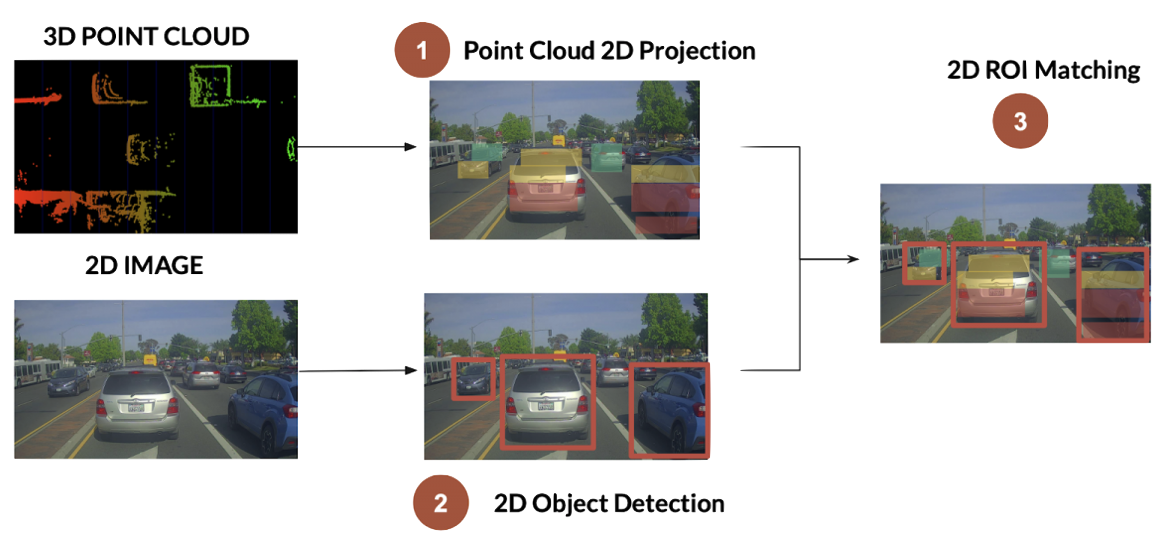 3D POINT CLOUD
1
Point Cloud 2D Projection
2D ROI Matching
3
2D IMAGE
2
2D Object Detection